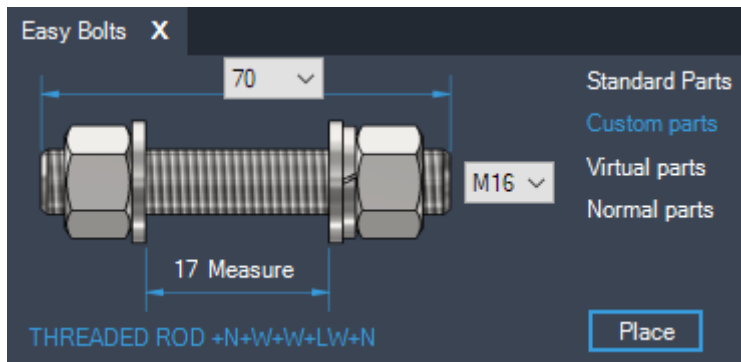 Easy Bolts X
70
Standard Parts
Custom parts
Virtual parts
M16
Normal parts
17 Measure
THREADED ROD +N+W+W+LW+N
Place